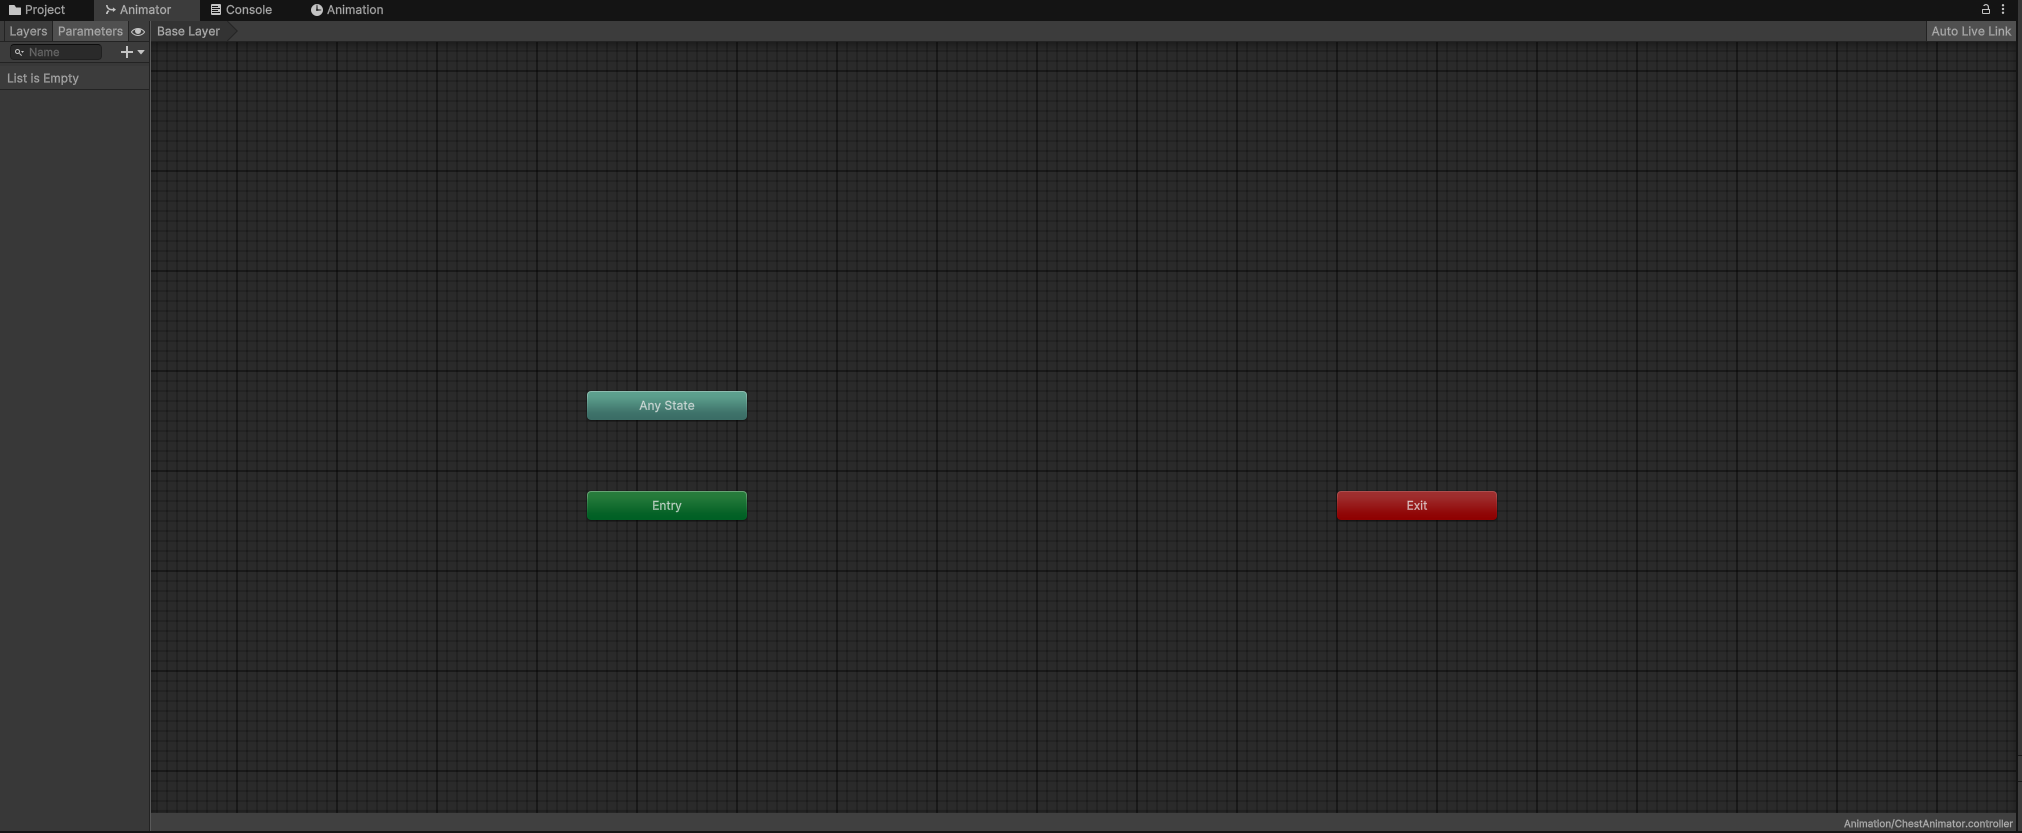 Project Animator Console Animation
Layers Parameters Base Layer Auto Live Link
Name
List is Empty
Any State
Entry Exit
Animation/ChestAnimator.controller